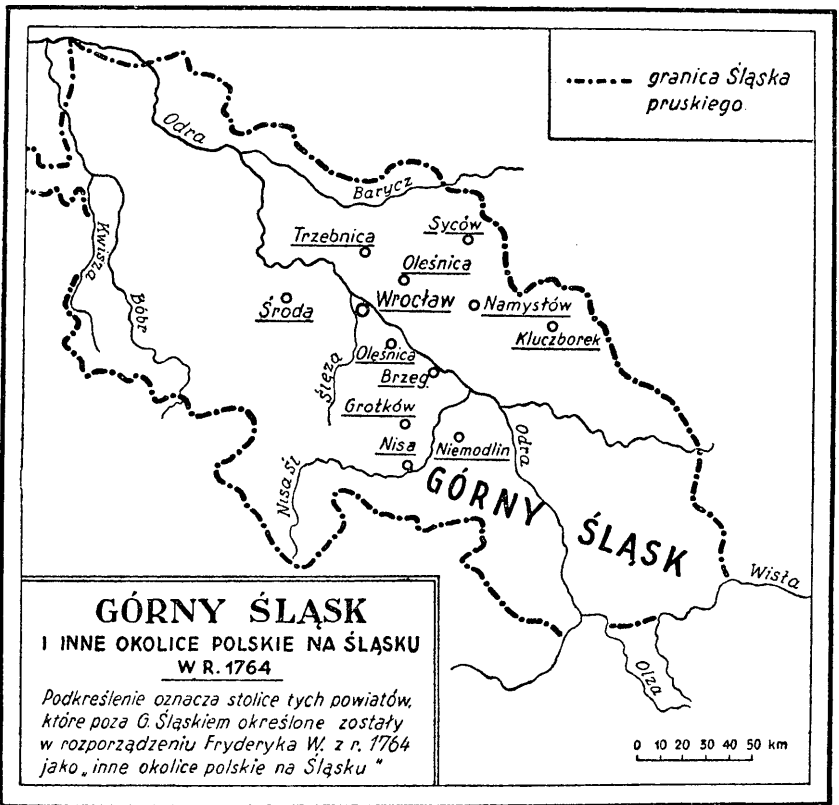 granica Śląska
pruskiego
Odra
Barycz
Kwisza
Bóbr
Trzebnica
Syców
Oleśnica
Środa
Wrocław
Namysłów
Kluczborek
Oleśnica
Ślęza
Brzeg
Grotków
Nisa
Niemodlin
Odra
Nisa Śl
GÓRNY ŚLĄSK
Wisła
Olza
GÓRNY ŚLĄSK
I INNE OKOLICE POLSKIE NA ŚLĄSKU
W R. 1764
Podkreślenie oznacza stolice tych powiatów,
które poza G. Śląskiem określone zostały
w rozporządzeniu Fryderyka W. z r. 1764
jako „inne okolice polskie na Śląsku"
0 10 20 30 40 50 km